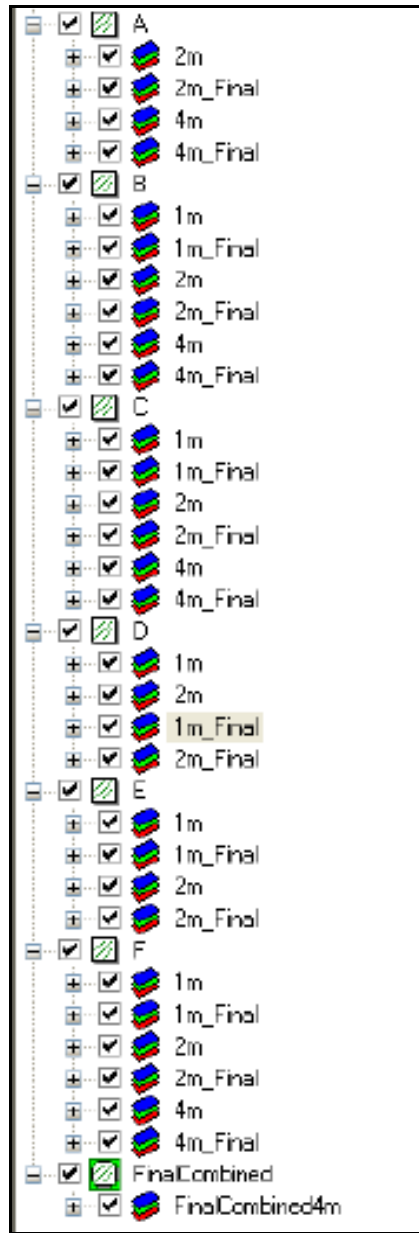 A
2m
2m_Final
4m
4m_Final
B
1m
1m_Final
2m
2m_Final
4m
4m_Final
C
1m
1m_Final
2m
2m_Final
4m
4m_Final
D
1m
2m
1m_Final
2m_Final
E
1m
1m_Final
2m
2m_Final
F
1m
1m_Final
2m
2m_Final
4m
4m_Final
FinalCombined
FinalCombined4m